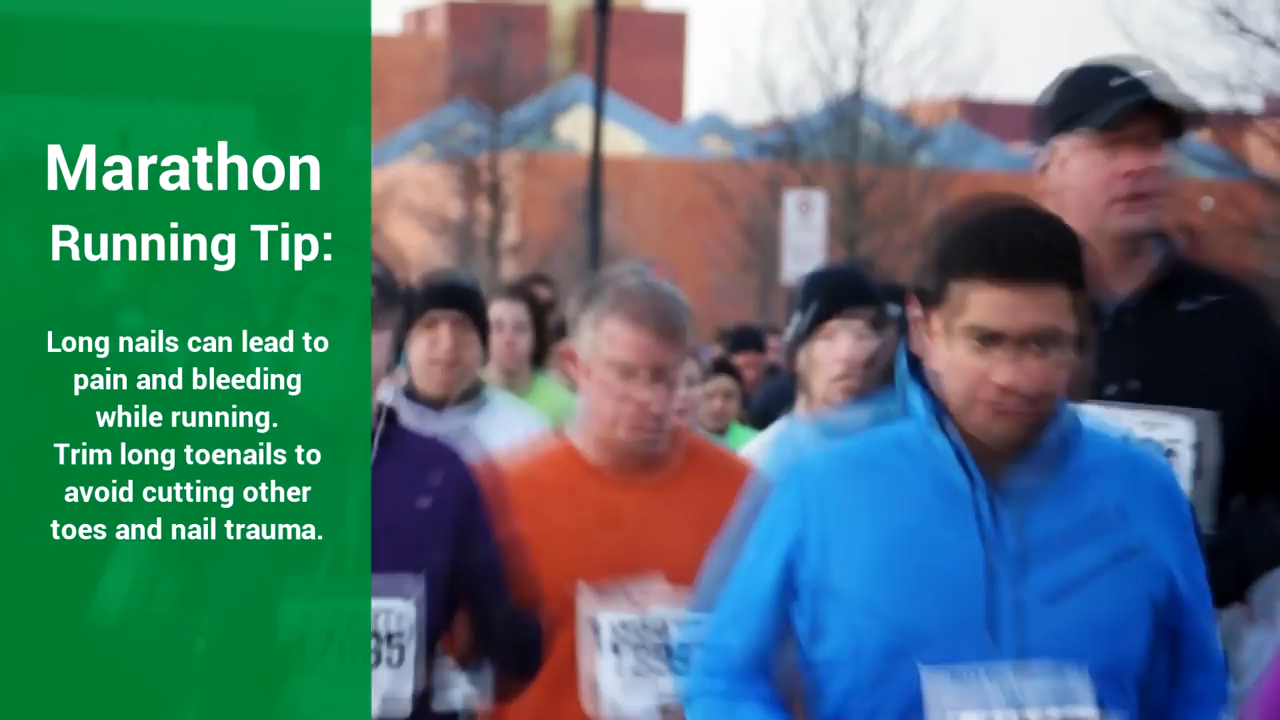 Marathon
Running Tip:
Long nails can lead to
pain and bleeding
while running.
Trim long toenails to
avoid cutting other
toes and nail trauma.